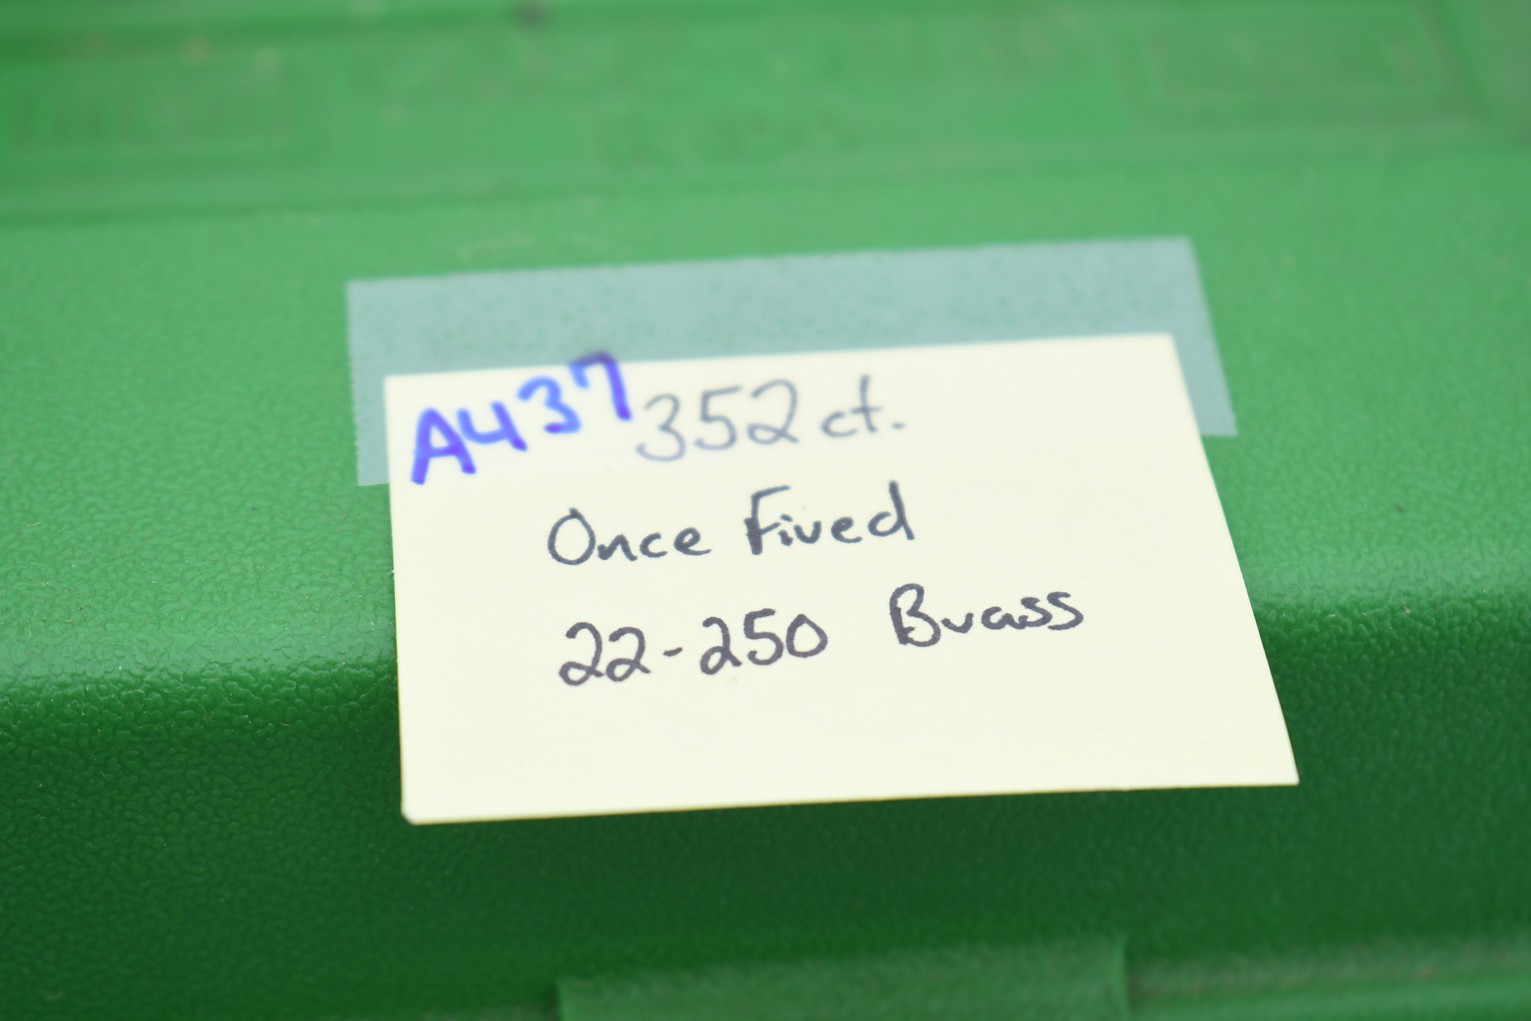 A437 352 ct.
Once Fired
22-250 Brass